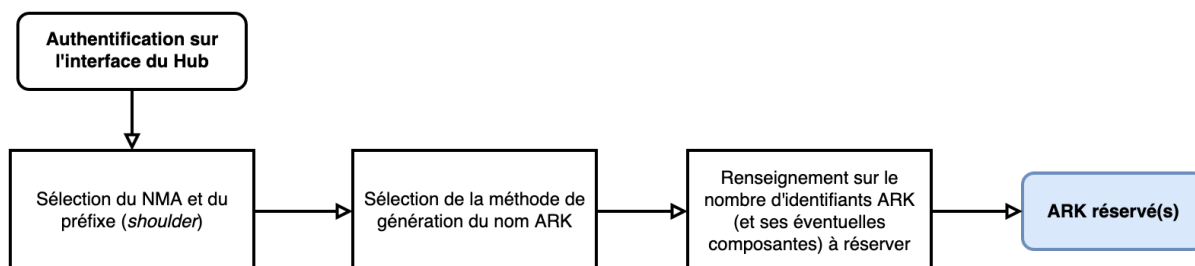 Authentification sur
l'interface du Hub
Sélection du NMA et du
préfixe (shoulder)
Sélection de la méthode de
génération du nom ARK
Renseignement sur le
nombre d'identifiants ARK
(et ses éventuelles
composantes) à réserver
ARK réservé(s)